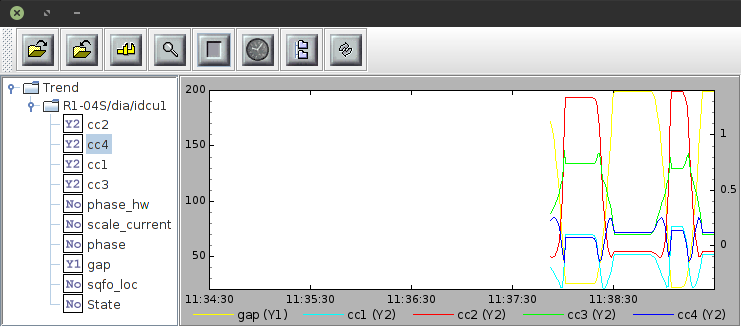 Trend
R1-04S/dia/idcu1
Y2 cc2
Y2 cc4
Y2 cc1
Y2 cc3
No phase_hw
No scale_current
No phase
Y1 gap
No sqfo_loc
No State
200
150
100
50
1
0.5
0
11:34:30 11:35:30 11:36:30 11:37:30 11:38:30
gap (Y1) cc1 (Y2) cc2 (Y2) cc3 (Y2) cc4 (Y2)